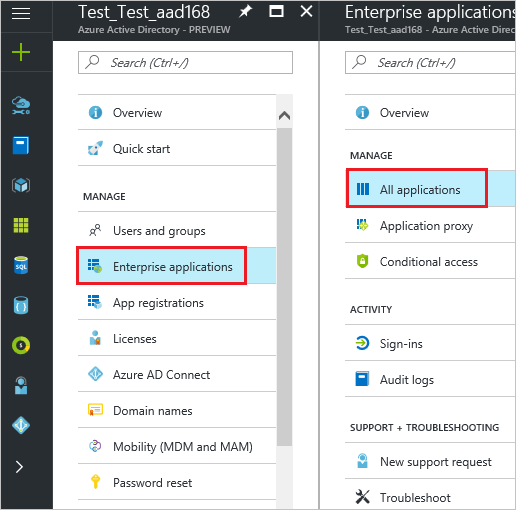 Test_Test_aad168
Azure Active Directory - PREVIEW
Search (Ctrl+/)
Overview
Quick start
MANAGE
Users and groups
Enterprise applications
App registrations
Licenses
Azure AD Connect
Domain names
Mobility (MDM and MAM)
Password reset
Enterprise applications
Test_Test_aad168 - Azure Active Direc
Search (Ctrl+/)
Overview
MANAGE
All applications
Application proxy
Conditional access
ACTIVITY
Sign-ins
Audit logs
SUPPORT + TROUBLESHOOTING
New support request
Troubleshoot
SQL